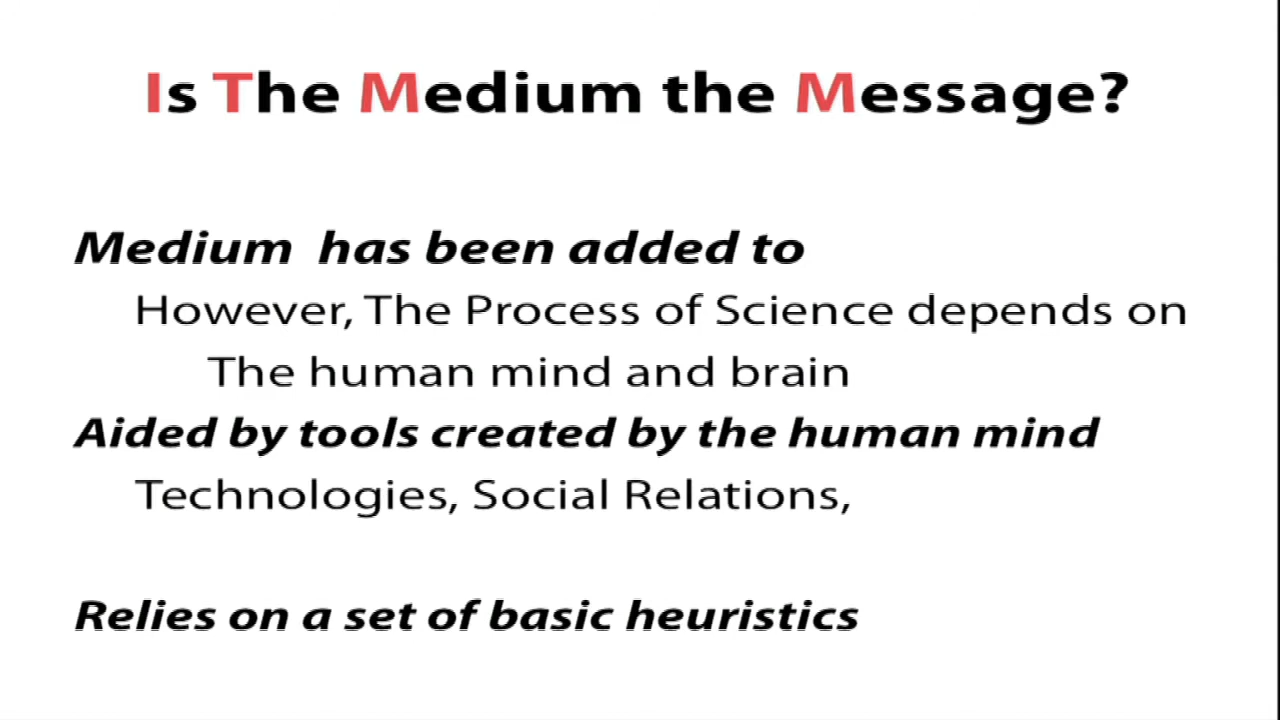 Is The Medium the Message?
Medium has been added to
However, The Process of Science depends on
The human mind and brain
Aided by tools created by the human mind
Technologies, Social Relations,
Relies on a set of basic heuristics